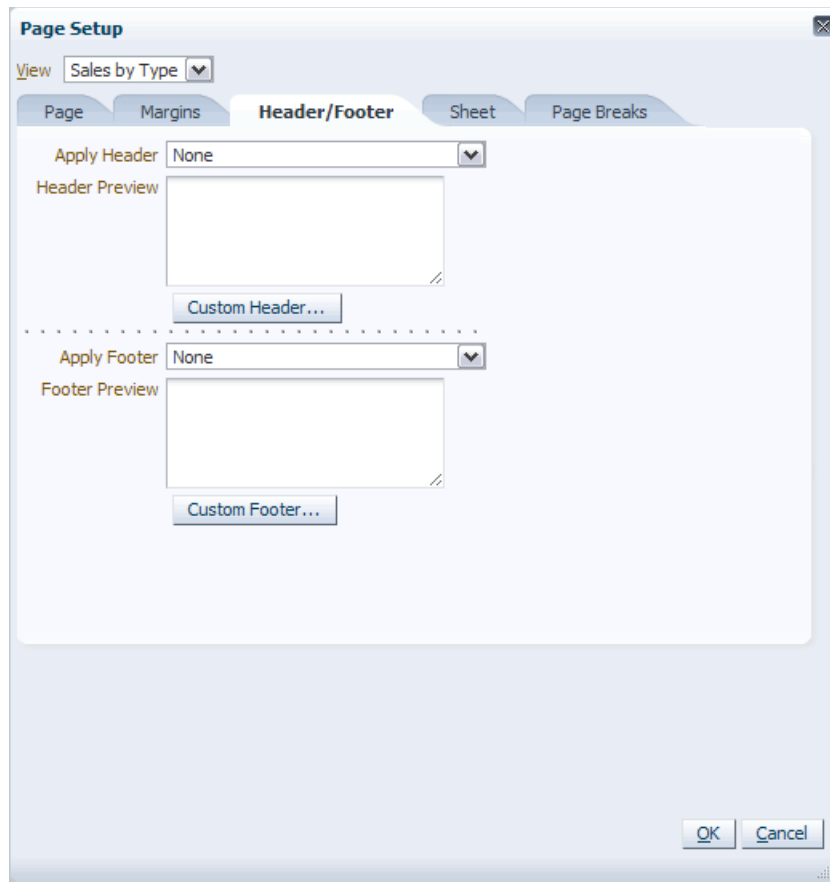 Page Setup
View Sales by Type
Page Margins Header/Footer Sheet Page Breaks
Apply Header None
Header Preview
Custom Header...
Apply Footer None
Footer Preview
Custom Footer...
OK Cancel